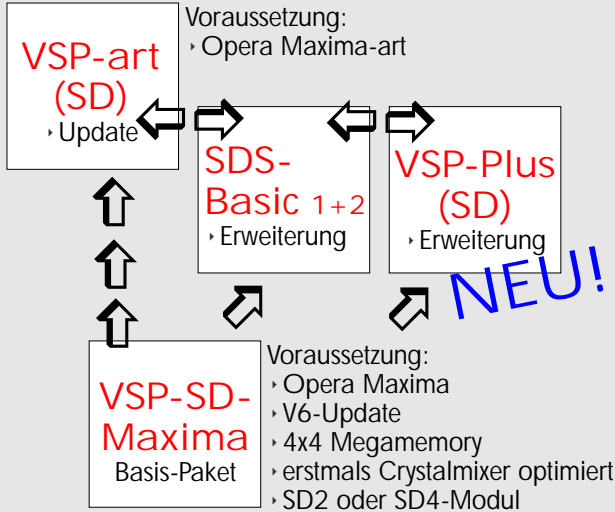 VSP-art
(SD)
‣ Update
Voraussetzung:
‣ Opera Maxima-art
SDS-
Basic 1+2
‣ Erweiterung
VSP-Plus
(SD)
‣ Erweiterung
NEU!
VSP-SD-
Maxima
Basis-Paket
Voraussetzung:
‣ Opera Maxima
‣ V6-Update
‣ 4x4 Megamemory
‣ erstmals Crystalmixer optimiert
‣ SD2 oder SD4-Modul